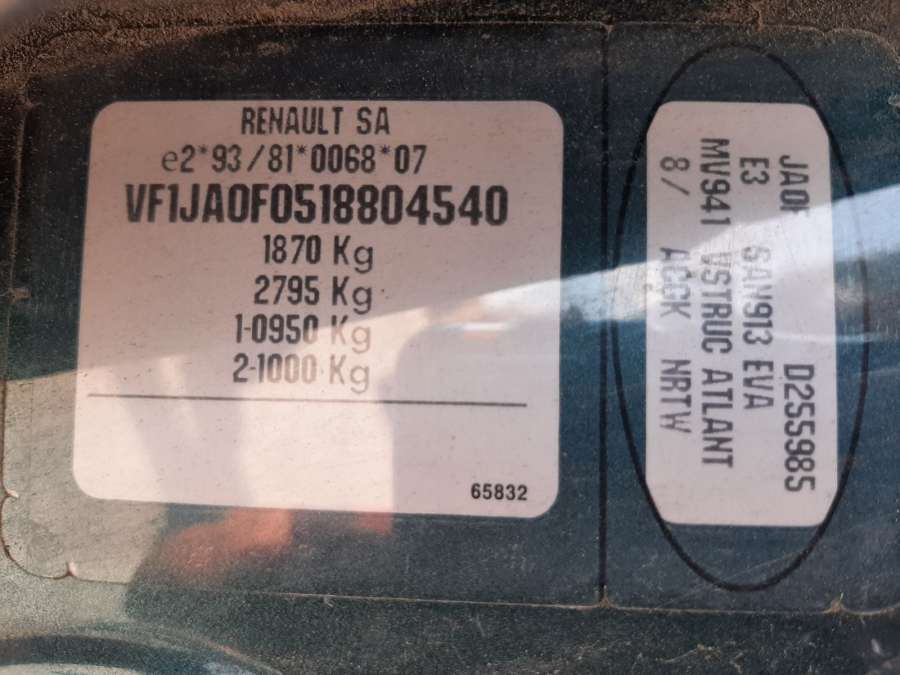 RENAULT SA
e2*93/81*0068*07
VF1JA0F0518804540
1870 Kg
2795 Kg
1-0950 Kg
2-1000 Kg
65832
JA0F D255985
E3 SAN913 EVA
MV941 VSTRUC ATLANT
8/ ACCK NRTW